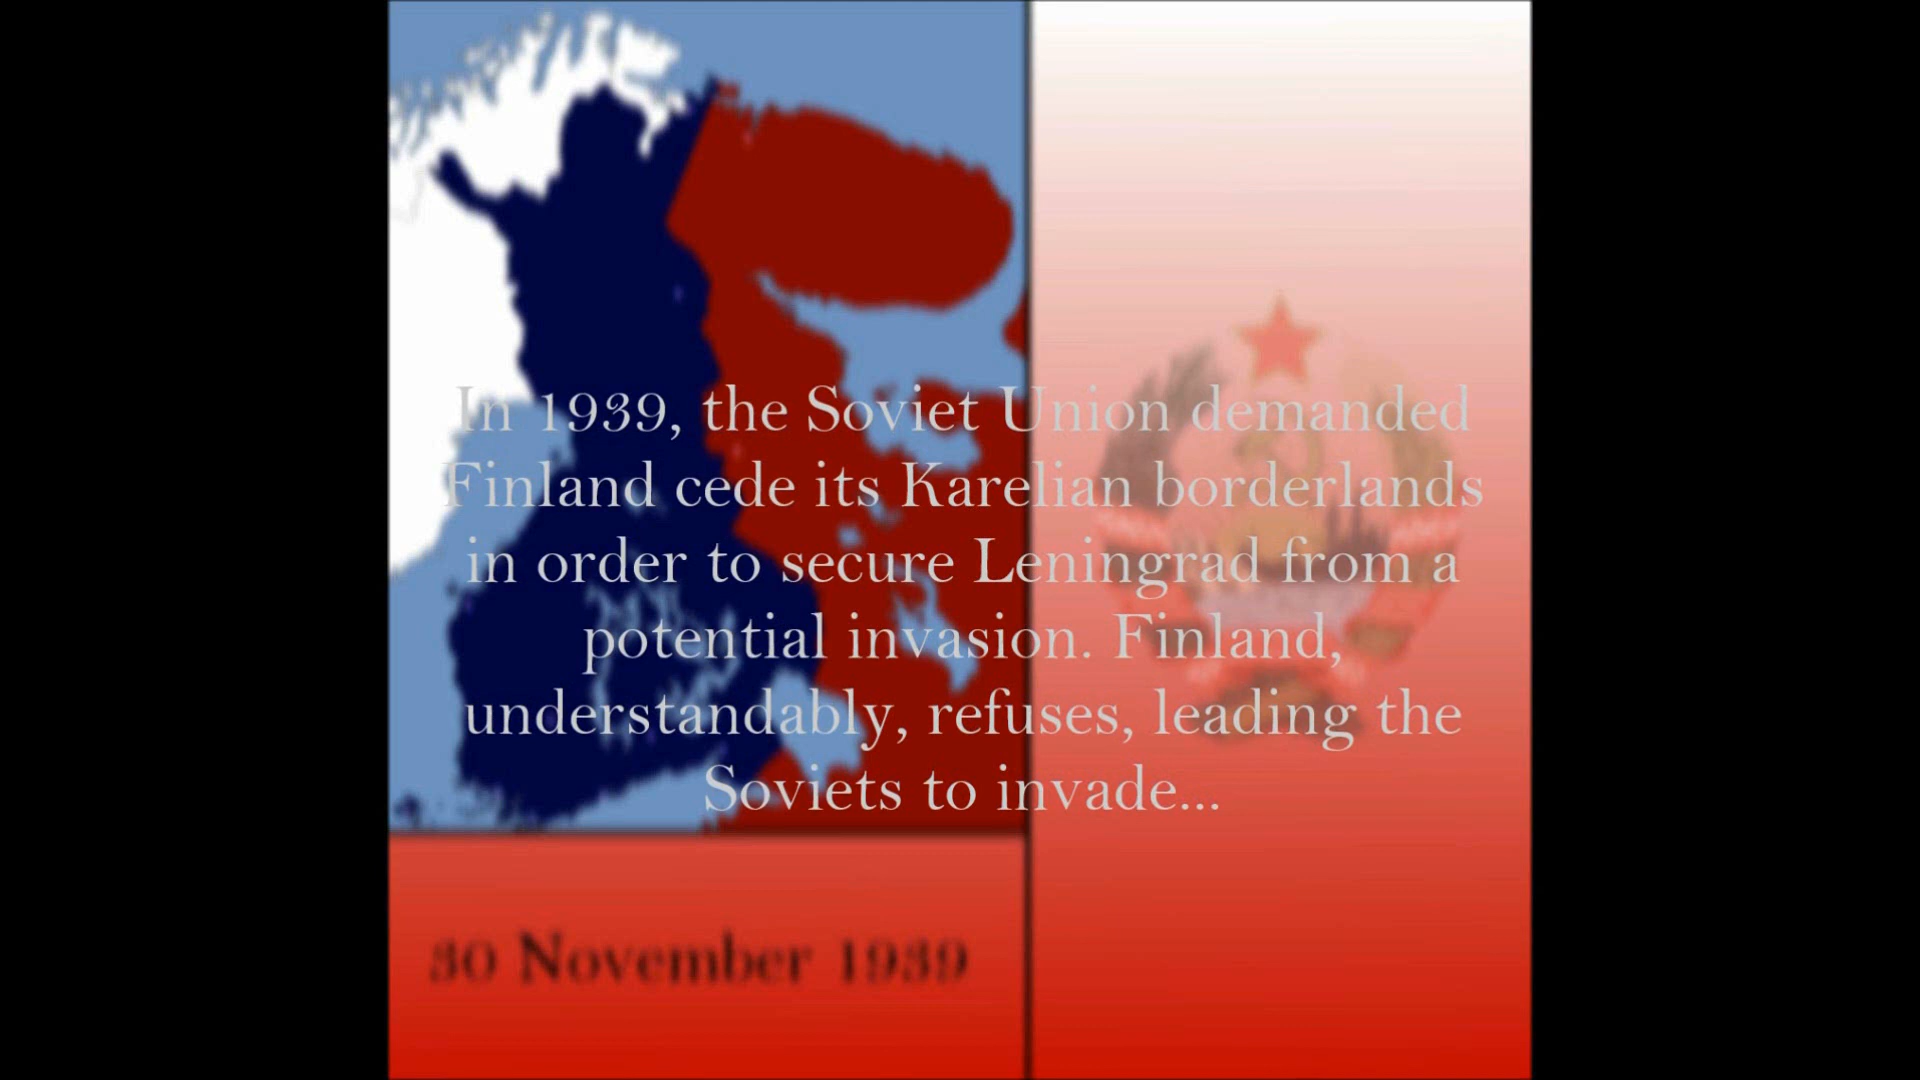 In 1939, the Soviet Union demanded
Finland cede its Karelian borderlands
in order to secure Leningrad from a
potential invasion. Finland,
understandably, refuses, leading the
Soviets to invade...
30 November 1939